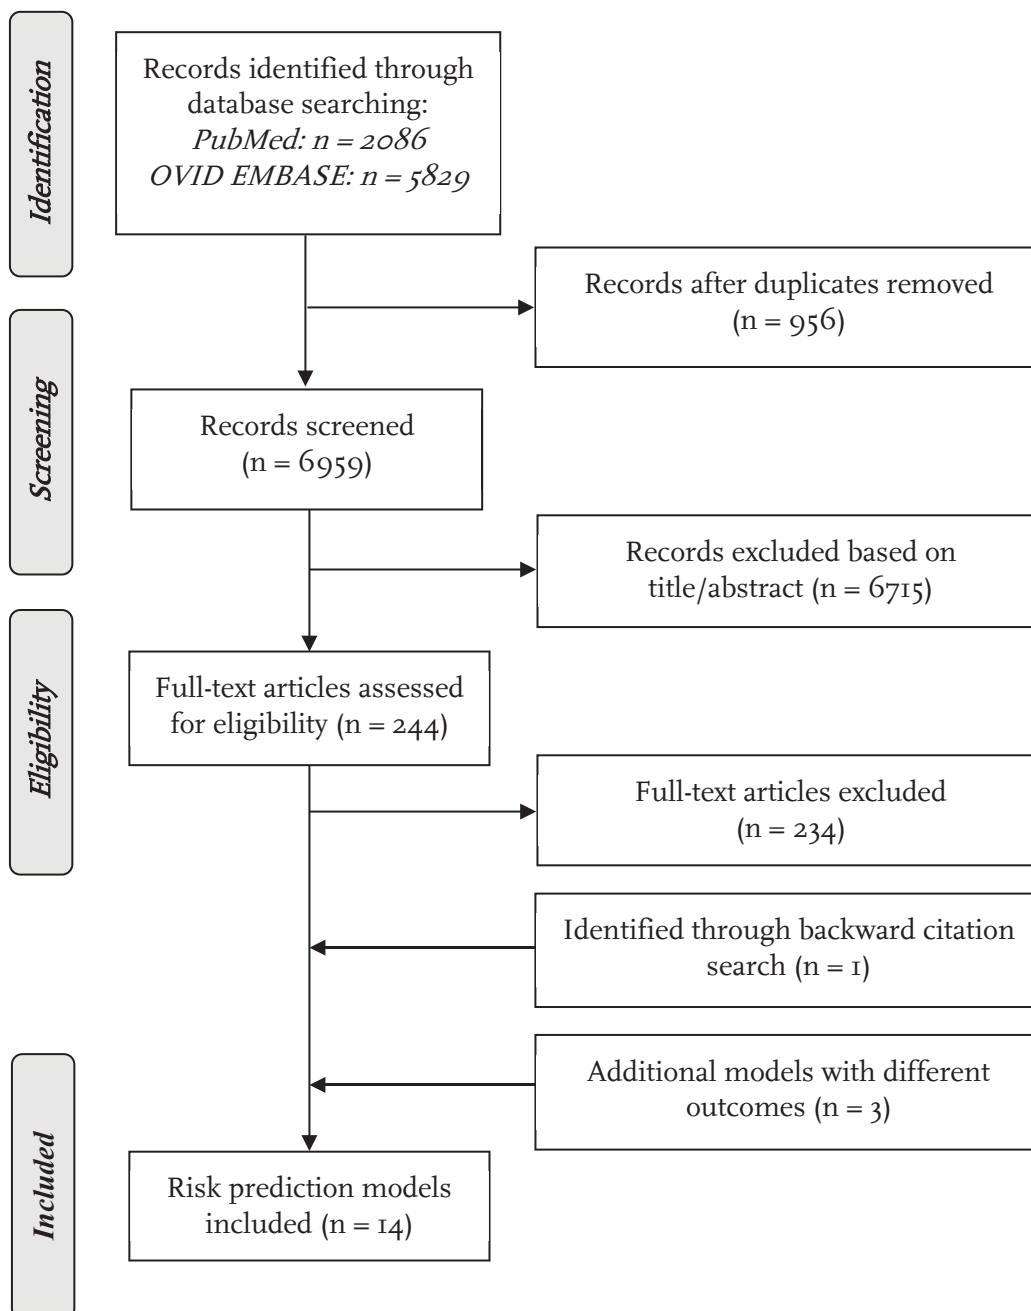 Identification
Records identified through
database searching:
PubMed: n = 2086
OVID EMBASE: n = 5829
Records after duplicates removed
(n = 956)
Screening
Records screened
(n = 6959)
Records excluded based on
title/abstract (n = 6715)
Eligibility
Full-text articles assessed
for eligibility (n = 244)
Full-text articles excluded
(n = 234)
Identified through backward citation
search (n = 1)
Additional models with different
outcomes (n = 3)
Included
Risk prediction models
included (n = 14)